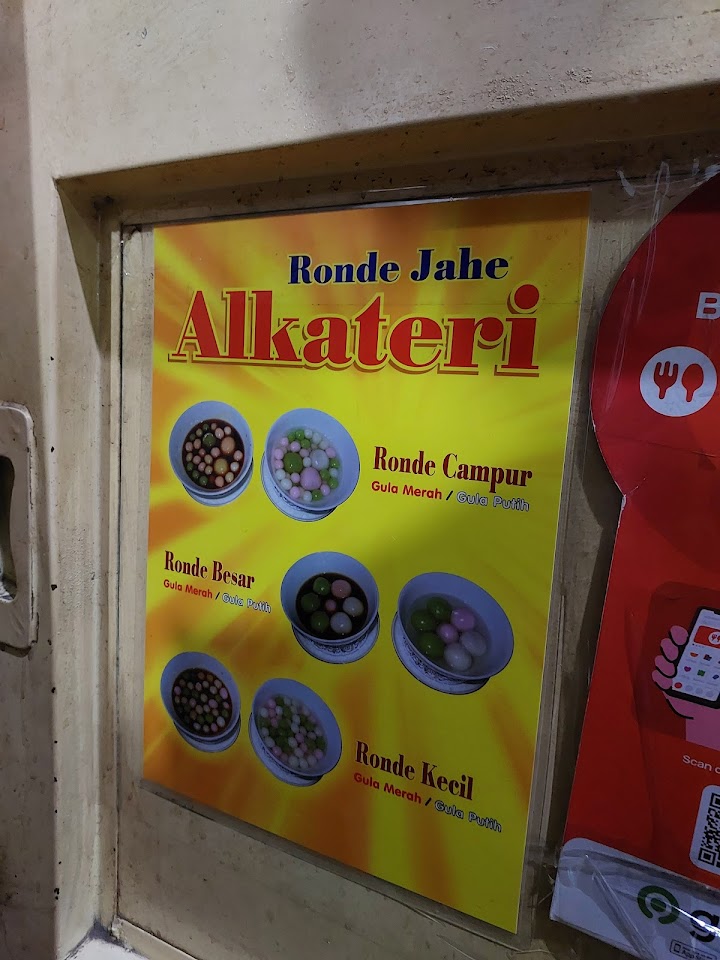 Ronde Jahe
Alkateri
Ronde Campur
Gula Merah / Gula Putih
Ronde Besar
Gula Merah / Gula Putih
Ronde Kecil
Gula Merah / Gula Putih
B
Scan
g